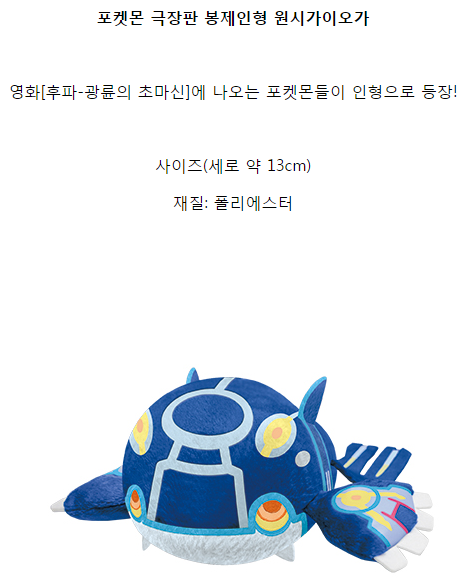 포켓몬 극장판 봉제인형 원시가이오가
영화[후파-광륜의 초마신]에 나오는 포켓몬들이 인형으로 등장!
사이즈(세로 약 13cm)
재질: 폴리에스터